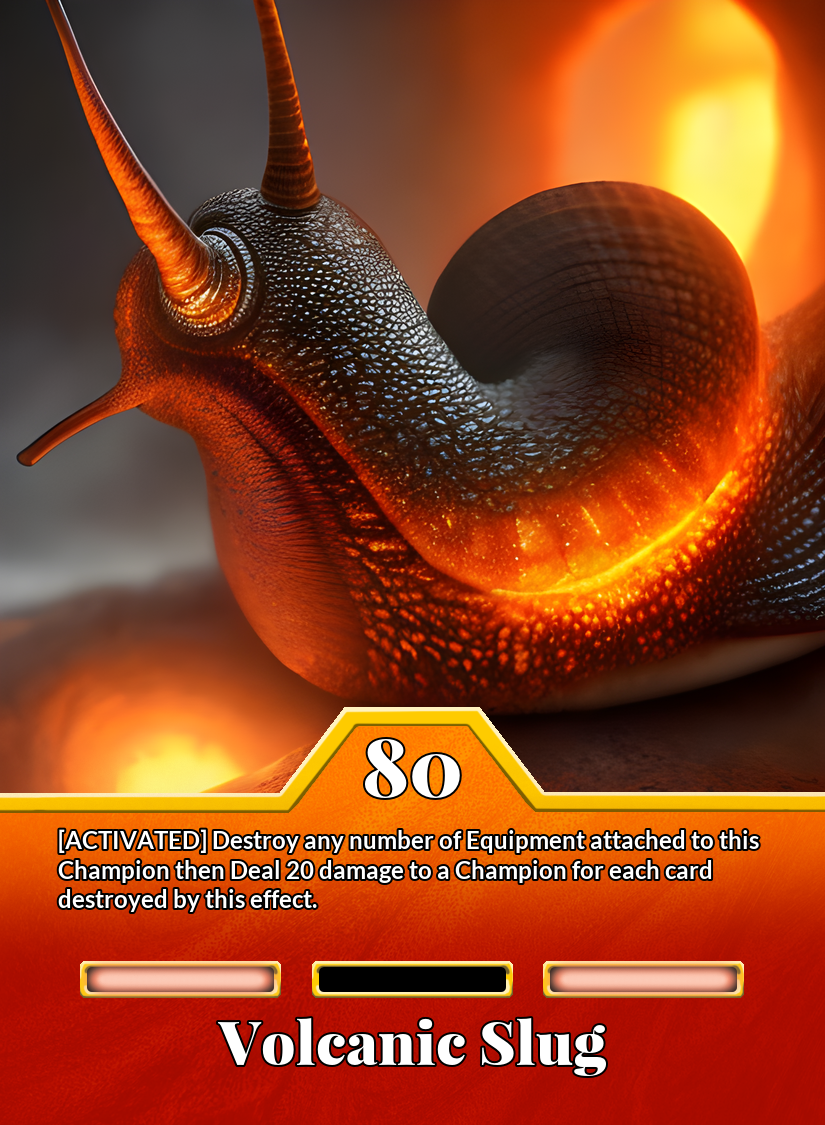 80
[ACTIVATED] Destroy any number of Equipment attached to this
Champion then Deal 20 damage to a Champion for each card
destroyed by this effect.
Volcanic Slug